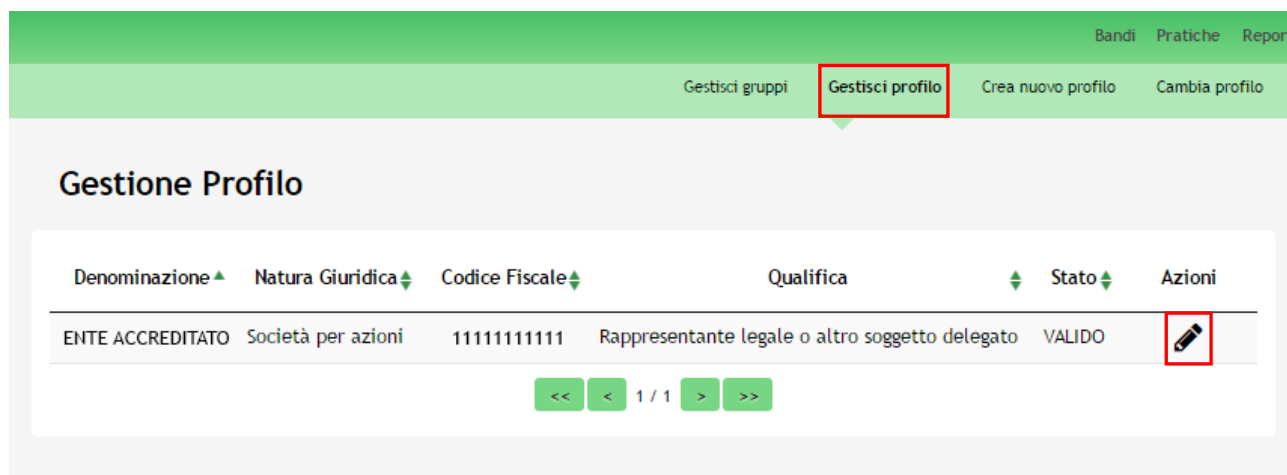 Bandi Pratiche Repor
Gestisci gruppi Gestisci profilo Crea nuovo profilo Cambia profilo
Gestione Profilo
Denominazione Natura Giuridica Codice Fiscale Qualifica Stato Azioni
ENTE ACCREDITATO Società per azioni 11111111111 Rappresentante legale o altro soggetto delegato VALIDO
<< < 1 / 1 > >>